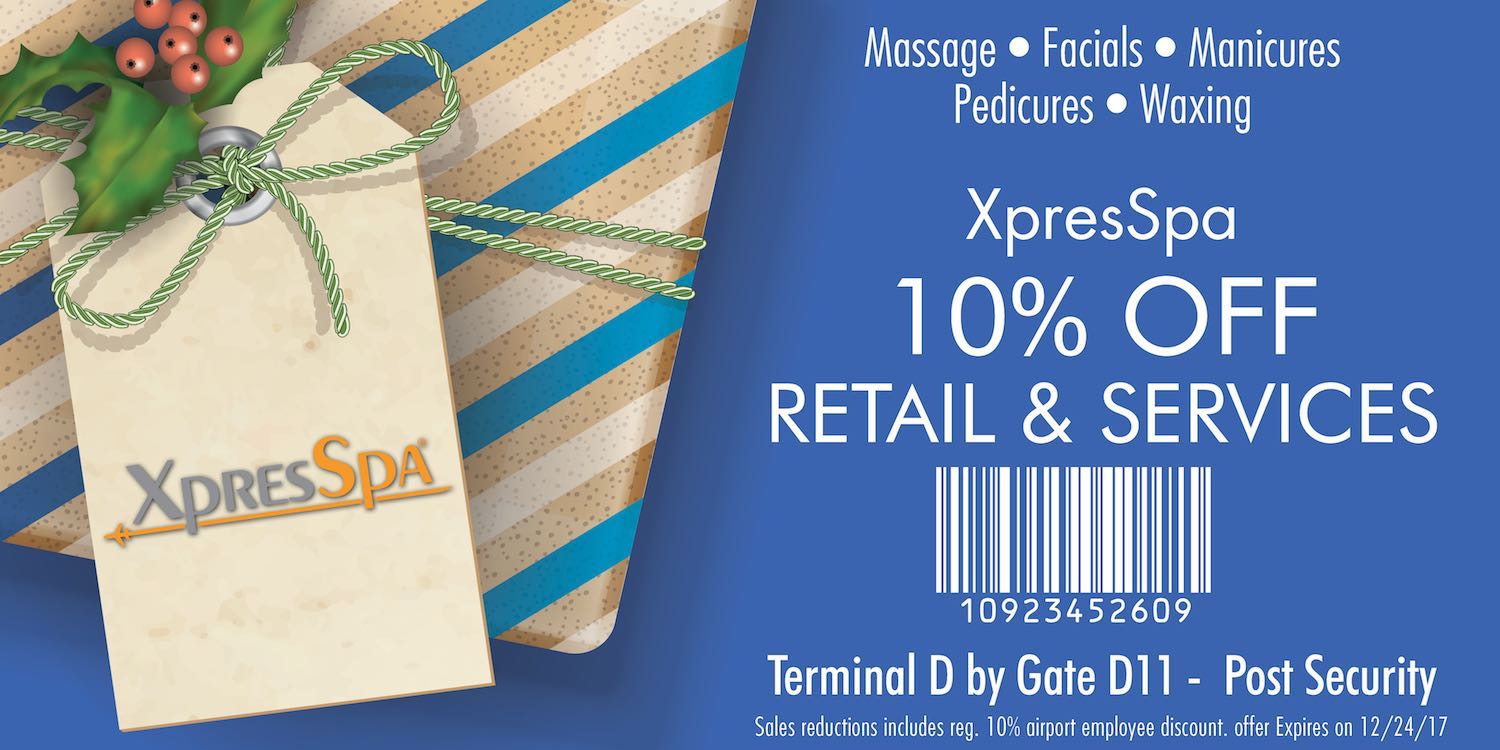 XpresSpa®
Massage • Facials • Manicures
Pedicures • Waxing
XpresSpa
10% OFF
RETAIL & SERVICES
10923452609
Terminal D by Gate D11 - Post Security
Sales reductions includes reg. 10% airport employee discount. offer Expires on 12/24/17